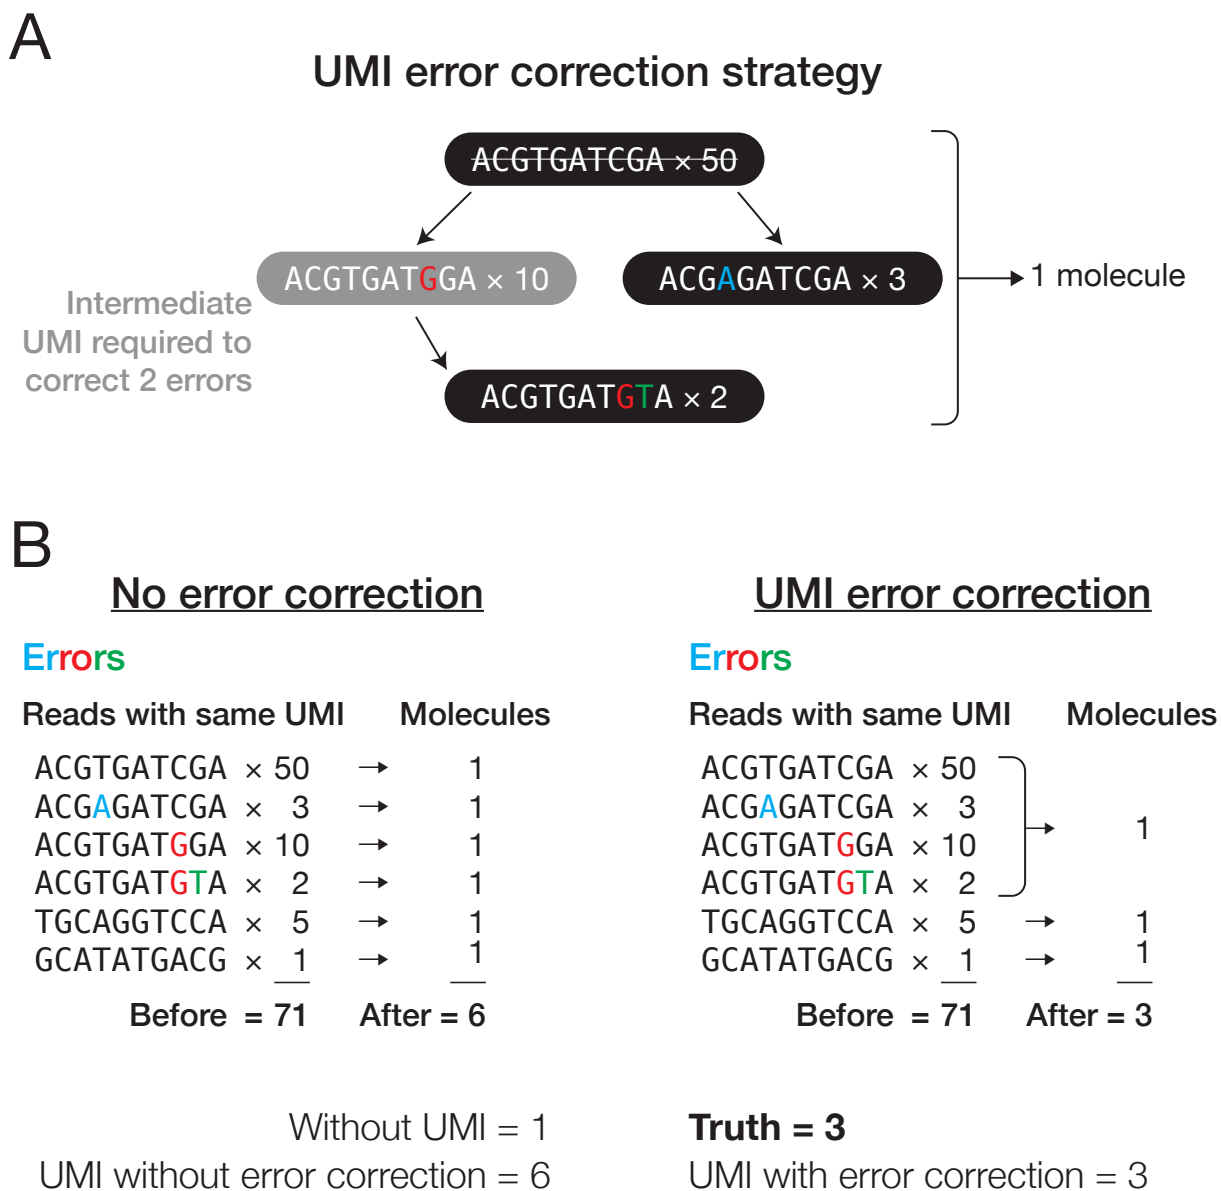 A
UMI error correction strategy
ACGTGATCGA × 50
ACGTGATGGA × 10
ACGAGATCGA × 3
1 molecule
Intermediate
UMI required to
correct 2 errors
ACGTGATGTA × 2
B
No error correction
Errors
Reads with same UMI Molecules
ACGTGATCGA × 50 → 1
ACGAGATCGA × 3 → 1
ACGTGATGGA × 10 → 1
ACGTGATGTA × 2 → 1
TGCAGGTCCA × 5 → 1
GCATATGACG × 1 → 1
Before = 71 After = 6
Without UMI = 1
UMI without error correction = 6
UMI error correction
Errors
Reads with same UMI Molecules
ACGTGATCGA × 50
ACGAGATCGA × 3
→ 1
ACGTGATGGA × 10
ACGTGATGTA × 2
TGCAGGTCCA × 5 → 1
GCATATGACG × 1 → 1
Before = 71 After = 3
Truth = 3
UMI with error correction = 3